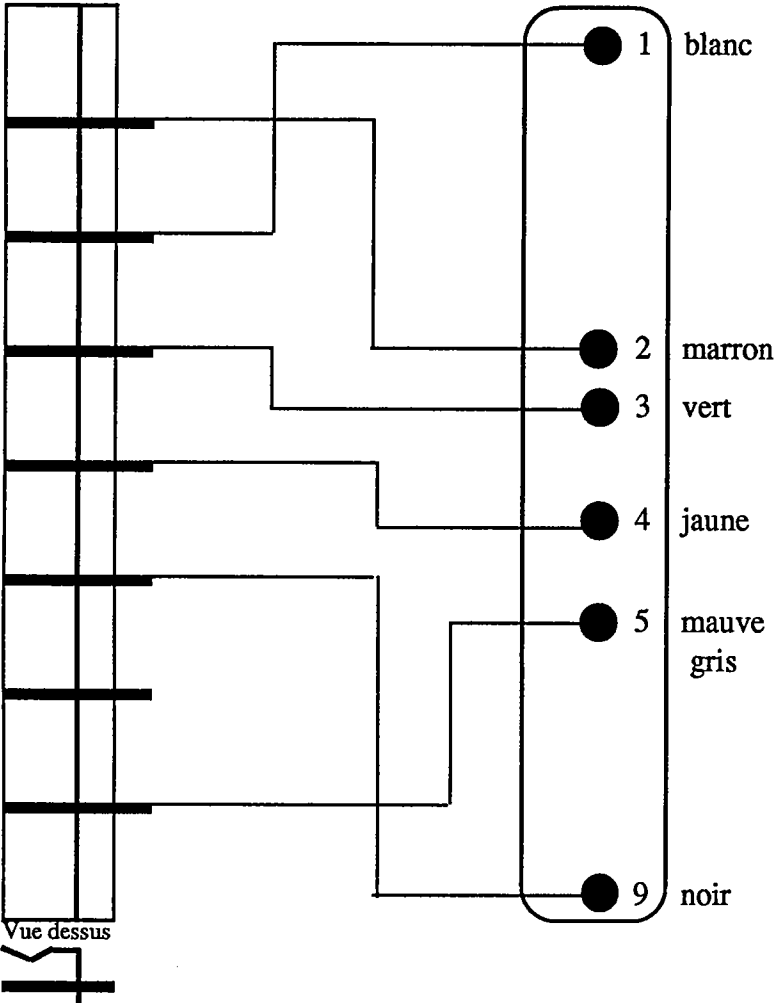 1 blanc
2 marron
3 vert
4 jaune
5 mauve
gris
9 noir
Vue dessus